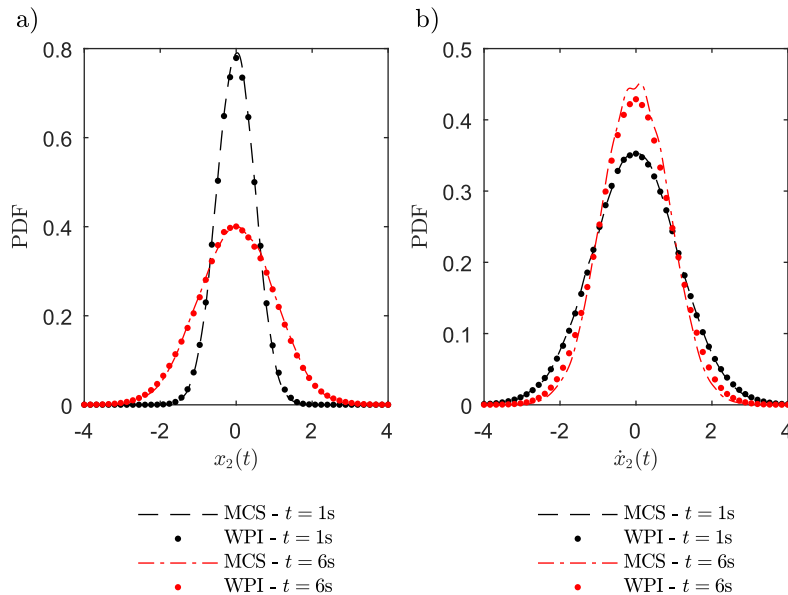 a)
0.8
0.6
0.4
0.2
0
PDF
-4 -2 0 2 4
x₂(t)
MCS - t = 1s
WPI - t = 1s
MCS - t = 6s
WPI - t = 6s
b)
0.5
0.4
0.3
0.2
0.1
0
PDF
-4 -2 0 2 4
ẋ₂(t)
MCS - t = 1s
WPI - t = 1s
MCS - t = 6s
WPI - t = 6s